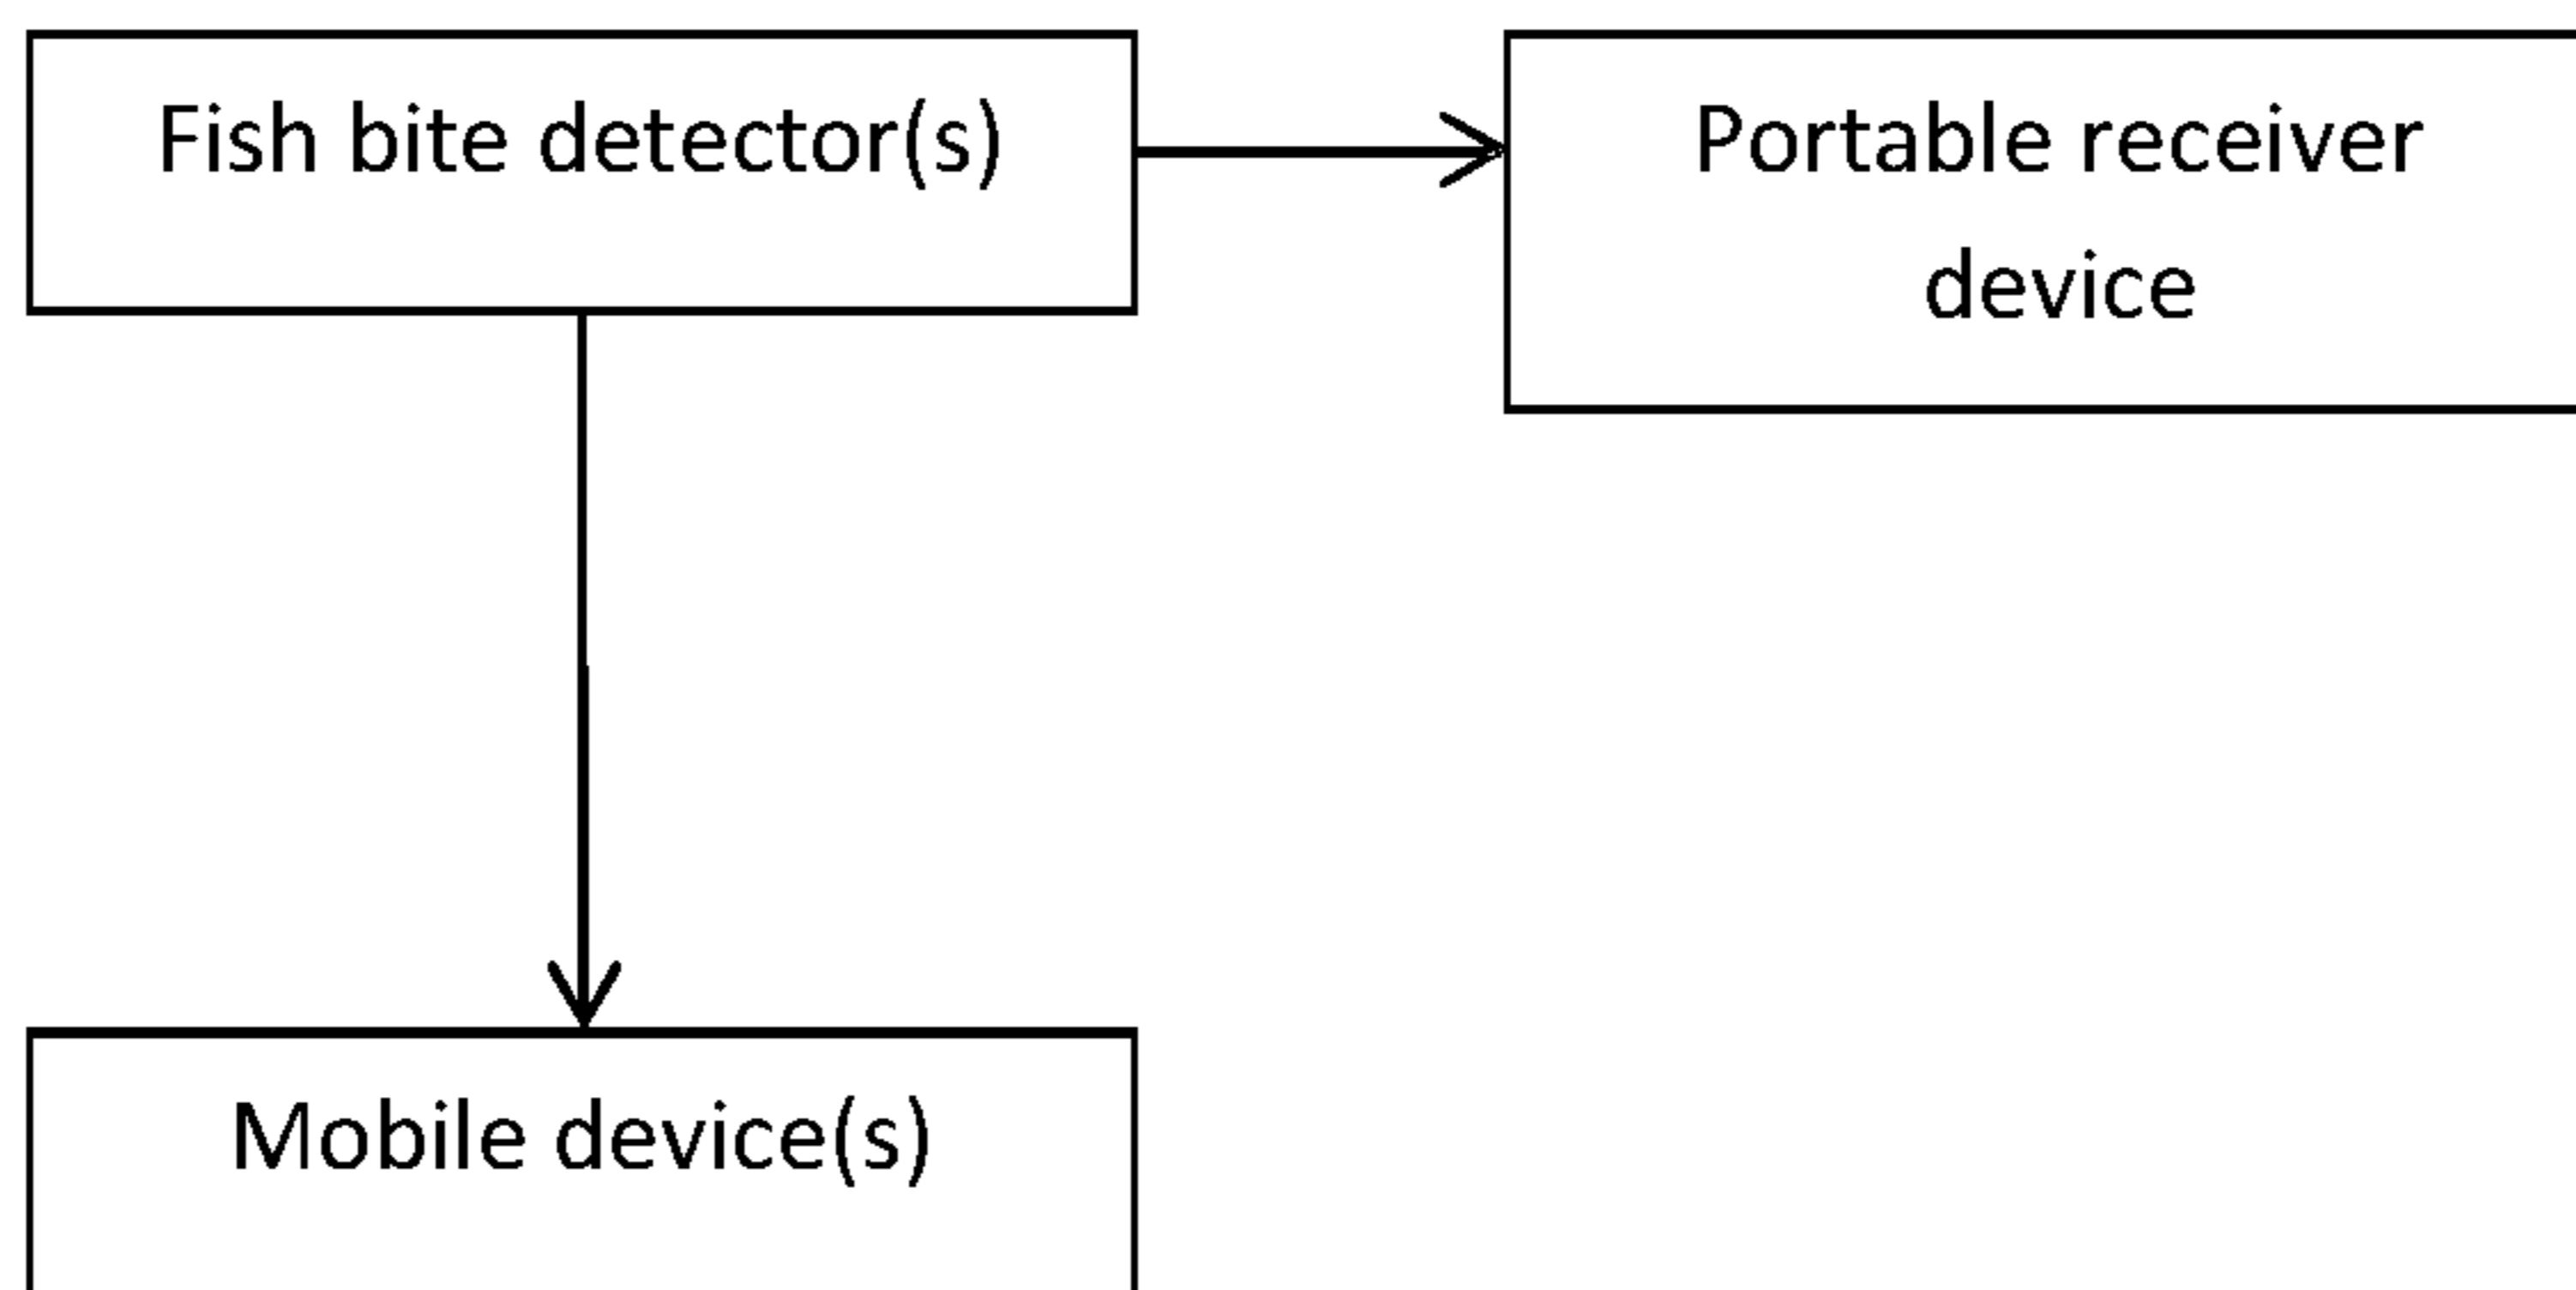 Fish bite detector(s)
Portable receiver
device
Mobile device(s)